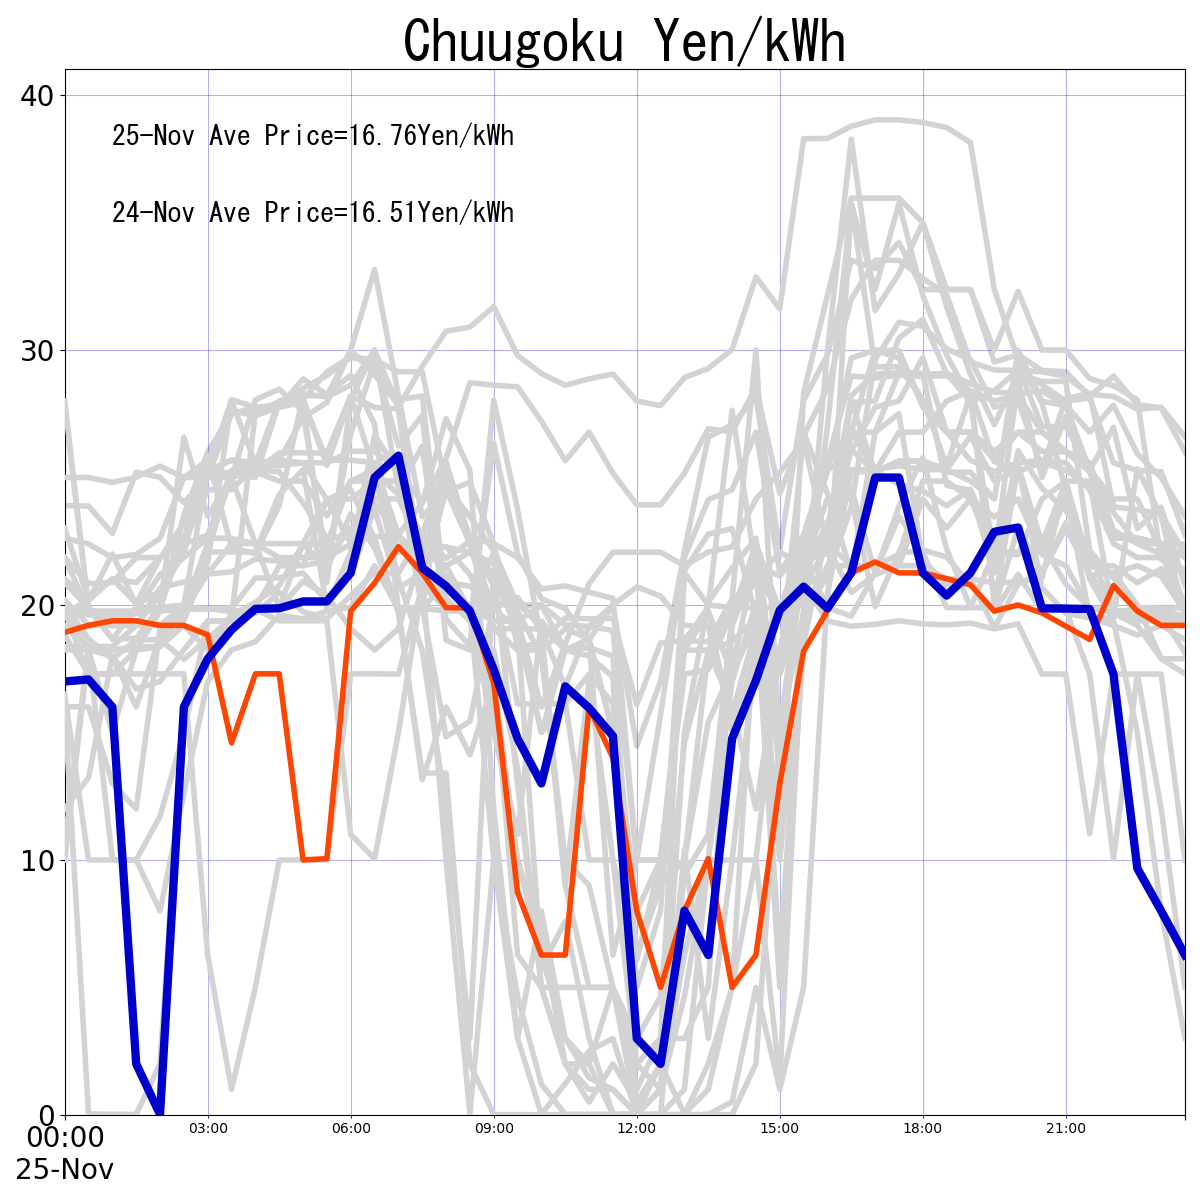 Chuugoku Yen/kWh
40
25-Nov Ave Price=16.76Yen/kWh
24-Nov Ave Price=16.51Yen/kWh
30
20
10
0
00:00 03:00 06:00 09:00 12:00 15:00 18:00 21:00
25-Nov